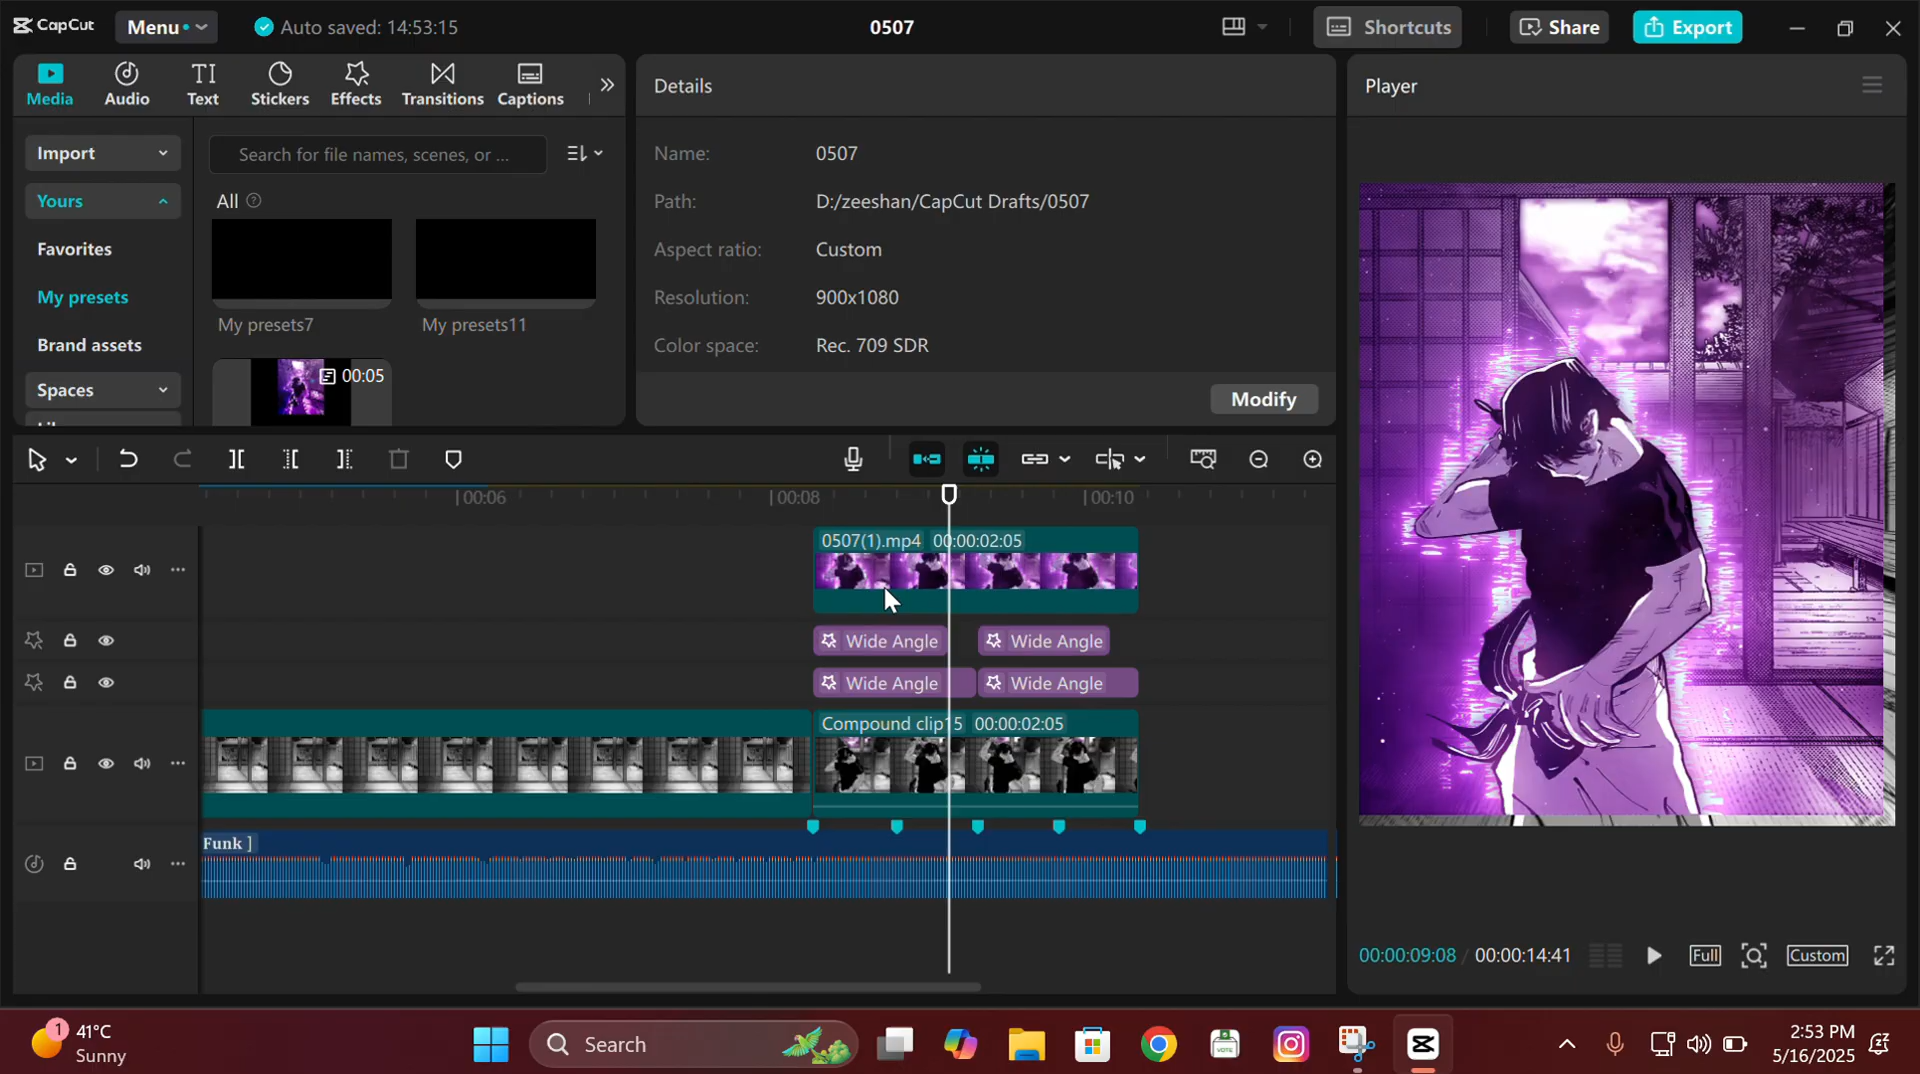 CapCut
Menu
Auto saved: 14:53:15
0507
Shortcuts
Share
Export
Media
Audio
Text
Stickers
Effects
Transitions
Captions
Import
Yours
Favorites
My presets
Brand assets
Spaces
Search for file names, scenes, or ...
All
My presets7
My presets11
00:05
Details
Name:
0507
Path:
D:/zeeshan/CapCut Drafts/0507
Aspect ratio:
Custom
Resolution:
900x1080
Color space:
Rec. 709 SDR
Modify
Player
00:06
00:08
00:10
0507(1).mp4 00:00:02:05
Wide Angle
Wide Angle
Wide Angle
Wide Angle
Compound clip15 00:00:02:05
Funk ]
00:00:09:08 / 00:00:14:41
Full
Custom
1
41°C
Sunny
Search
VOTE
2:53 PM
5/16/2025